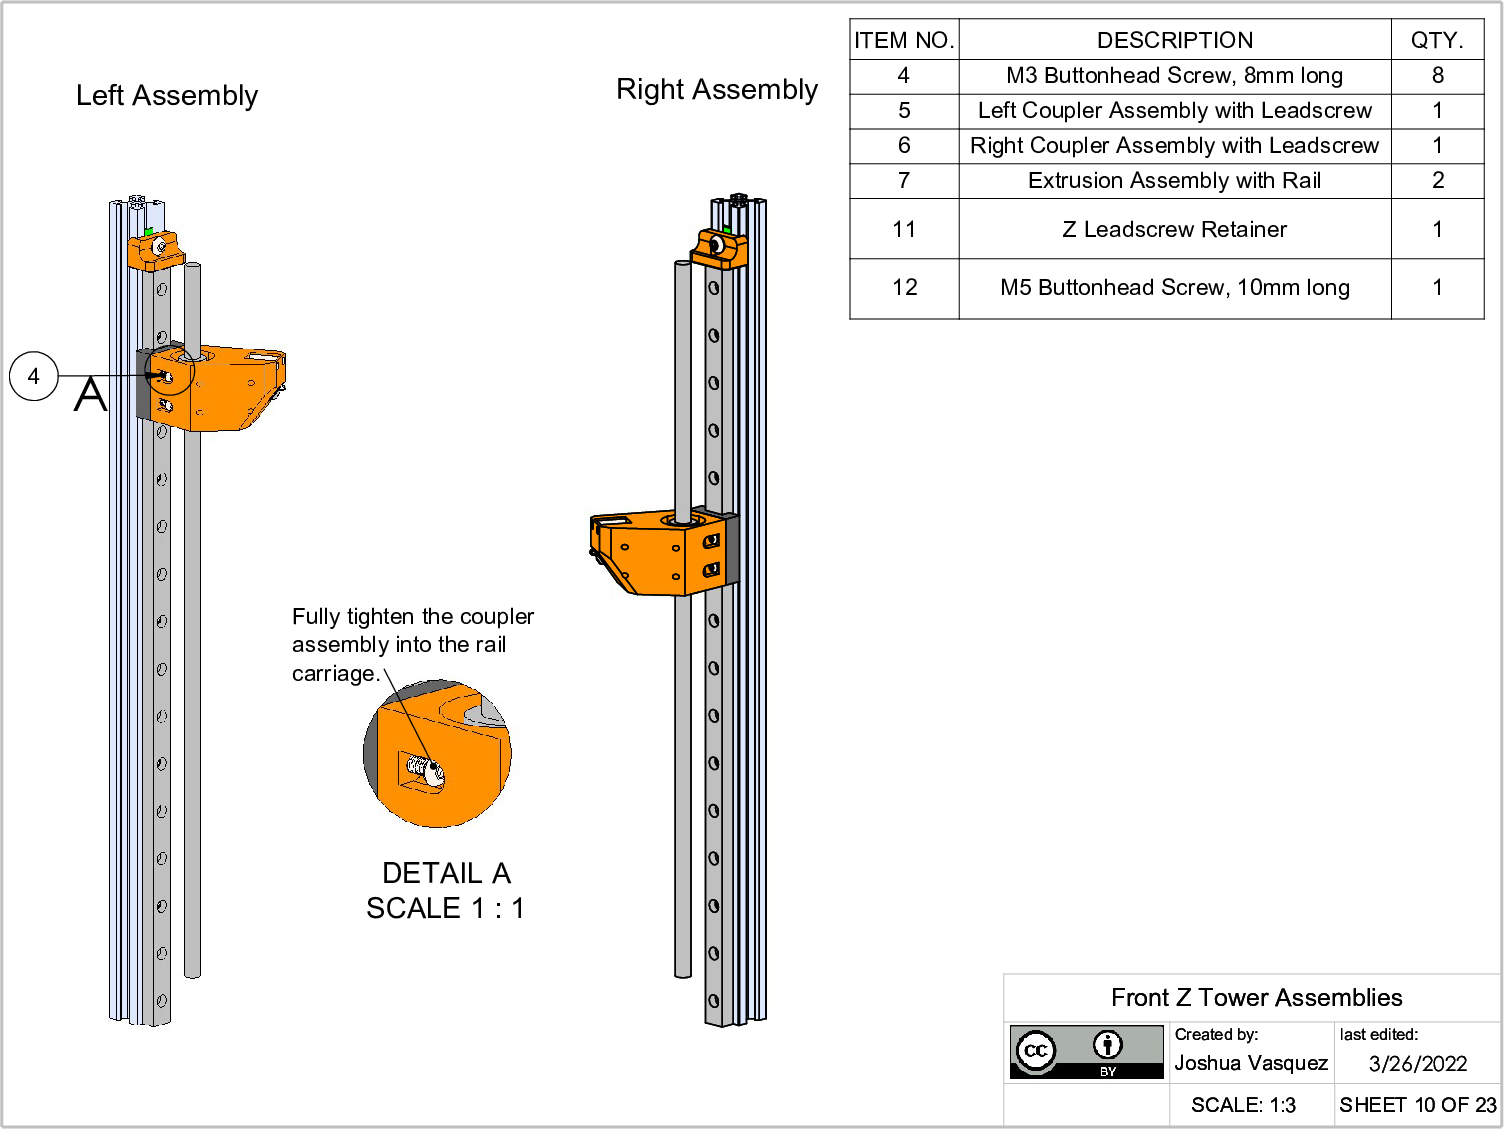 Left Assembly
Right Assembly
ITEM NO. DESCRIPTION QTY.
4 M3 Buttonhead Screw, 8mm long 8
5 Left Coupler Assembly with Leadscrew 1
6 Right Coupler Assembly with Leadscrew 1
7 Extrusion Assembly with Rail 2
11 Z Leadscrew Retainer 1
12 M5 Buttonhead Screw, 10mm long 1
4
A
Fully tighten the coupler
assembly into the rail
carriage.
DETAIL A
SCALE 1 : 1
Front Z Tower Assemblies
cc
BY
Created by:
Joshua Vasquez
last edited:
3/26/2022
SCALE: 1:3
SHEET 10 OF 23